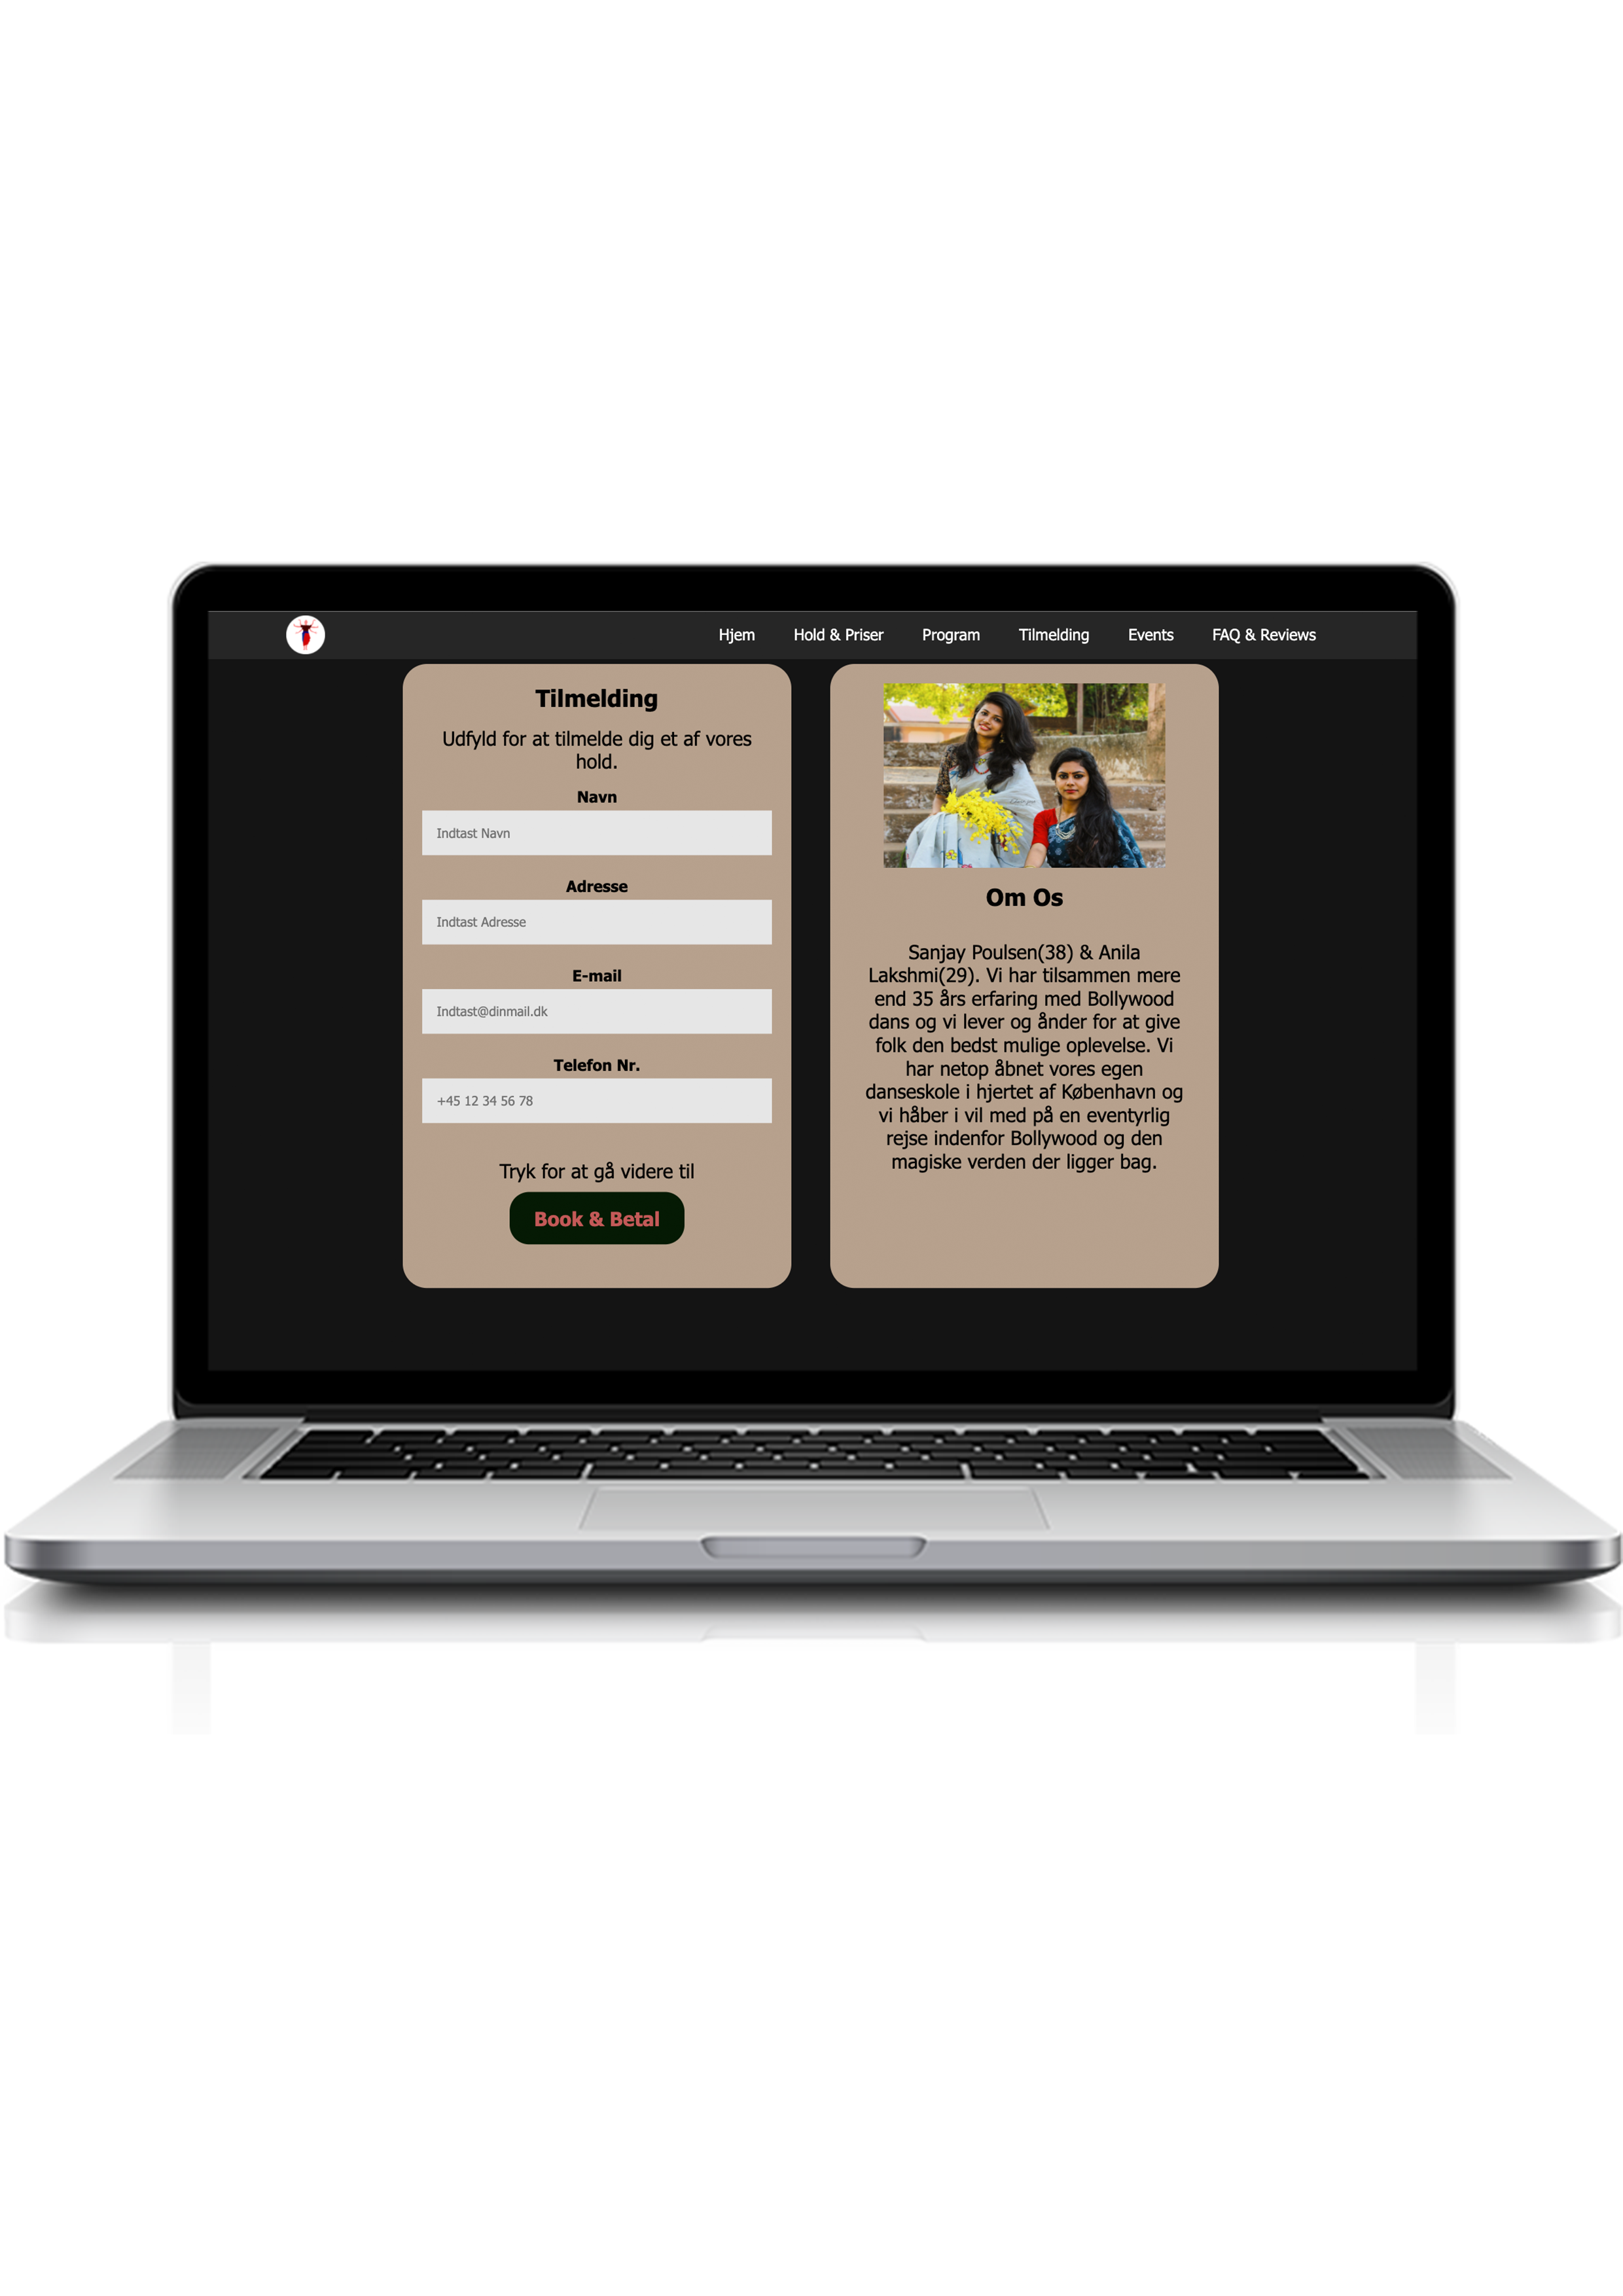 Hjem
Hold & Priser
Program
Tilmelding
Events
FAQ & Reviews
Tilmelding
Udfyld for at tilmelde dig et af vores
hold.
Navn
Indtast Navn
Adresse
Indtast Adresse
E-mail
Indtast@dinmail.dk
Telefon Nr.
+45 12 34 56 78
Tryk for at gå videre til
Book & Betal
Om Os
Sanjay Poulsen(38) & Anila
Lakshmi(29). Vi har tilsammen mere
end 35 års erfaring med Bollywood
dans og vi lever og ånder for at give
folk den bedst mulige oplevelse. Vi
har netop åbnet vores egen
danseskole i hjertet af København og
vi håber i vil med på en eventyrlig
rejse indenfor Bollywood og den
magiske verden der ligger bag.